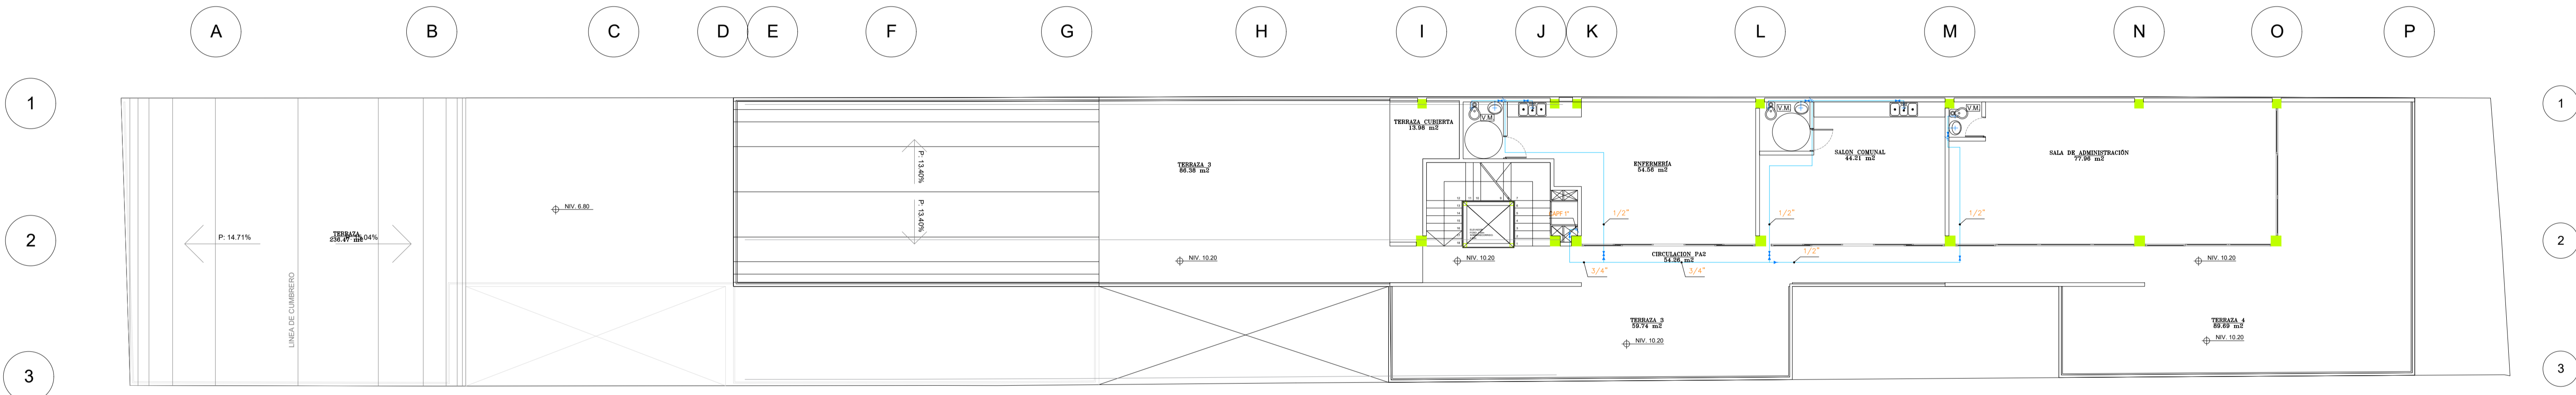 A B C D E F G H I J K L M N O P
1 1
V.M V.M V.M
TERRAZA CUBIERTA
13.98 m2
TERRAZA 3
86.38 m2
ENFERMERÍA
54.56 m2
SALON COMUNAL
44.21 m2
SALA DE ADMINISTRACIÓN
77.96 m2
P: 13.40%
P: 13.40%
NIV. 6.80
APF 1"
1/2" 1/2" 1/2"
2 2
P: 14.71%
TERRAZA
236.47 m2
NIV. 10.20
NIV. 10.20
CIRCULACION PA2
54.26 m2
1/2"
NIV. 10.20
3/4" 3/4"
LINEA DE CUMBRERO
TERRAZA 3
59.74 m2
NIV. 10.20
TERRAZA 4
89.69 m2
NIV. 10.20
3 3